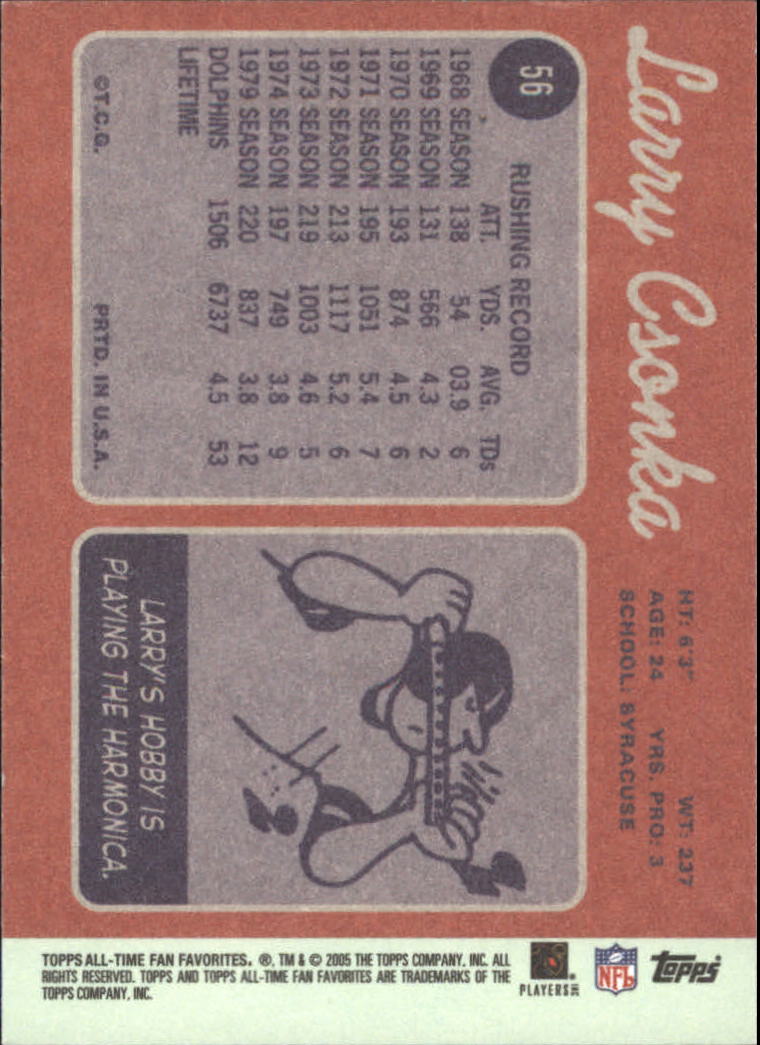 Larry Csonka
HT: 6'3" WT: 237
AGE: 24 YRS. PRO: 3
SCHOOL: SYRACUSE
56
RUSHING RECORD
ATT. YDS. AVG. TDs
1968 SEASON 138 54 03.9 6
1969 SEASON 131 566 4.3 2
1970 SEASON 193 874 4.5 6
1971 SEASON 195 1051 5.4 7
1972 SEASON 213 1117 5.2 6
1973 SEASON 219 1003 4.6 5
1974 SEASON 197 749 3.8 9
1979 SEASON 220 837 3.8 12
DOLPHINS 1506 6737 4.5 53
LIFETIME
©T.C.G. PRTD. IN U.S.A.
LARRY'S HOBBY IS
PLAYING THE HARMONICA.
TOPPS ALL-TIME FAN FAVORITES. ®, TM & © 2005 THE TOPPS COMPANY, INC. ALL
RIGHTS RESERVED. TOPPS AND TOPPS ALL-TIME FAN FAVORITES ARE TRADEMARKS OF THE
TOPPS COMPANY, INC.
PLAYERS INC
NFL
Topps